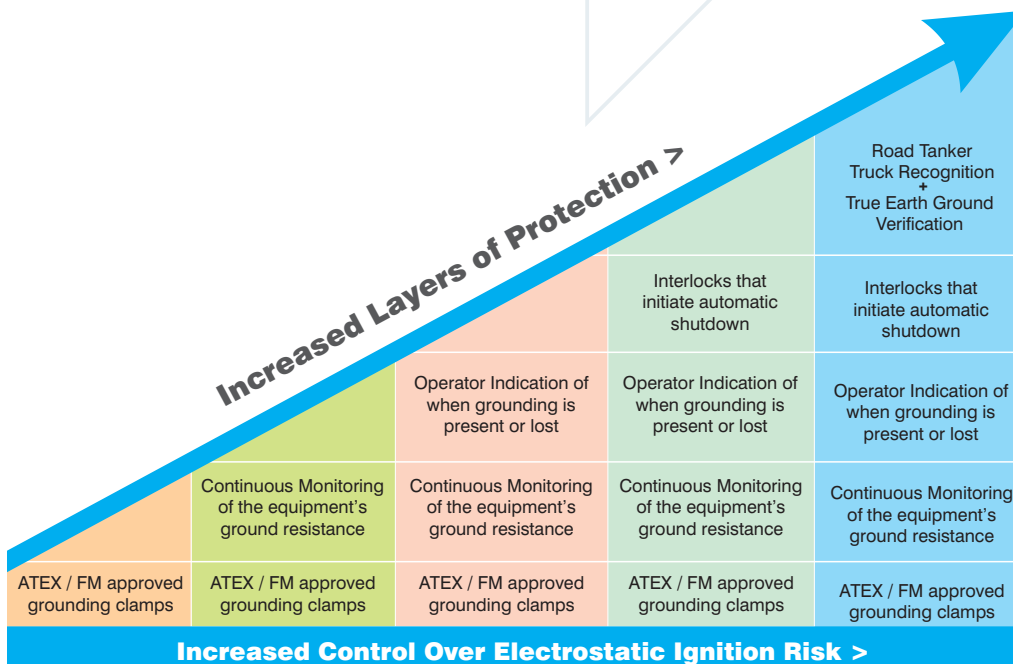 Increased Layers of Protection >
Road Tanker
Truck Recognition
+
True Earth Ground
Verification
Interlocks that
initiate automatic
shutdown
Interlocks that
initiate automatic
shutdown
Operator Indication of
when grounding is
present or lost
Operator Indication of
when grounding is
present or lost
Operator Indication of
when grounding is
present or lost
Continuous Monitoring
of the equipment's
ground resistance
Continuous Monitoring
of the equipment's
ground resistance
Continuous Monitoring
of the equipment's
ground resistance
Continuous Monitoring
of the equipment's
ground resistance
ATEX / FM approved
grounding clamps
ATEX / FM approved
grounding clamps
ATEX / FM approved
grounding clamps
ATEX / FM approved
grounding clamps
ATEX / FM approved
grounding clamps
Increased Control Over Electrostatic Ignition Risk >